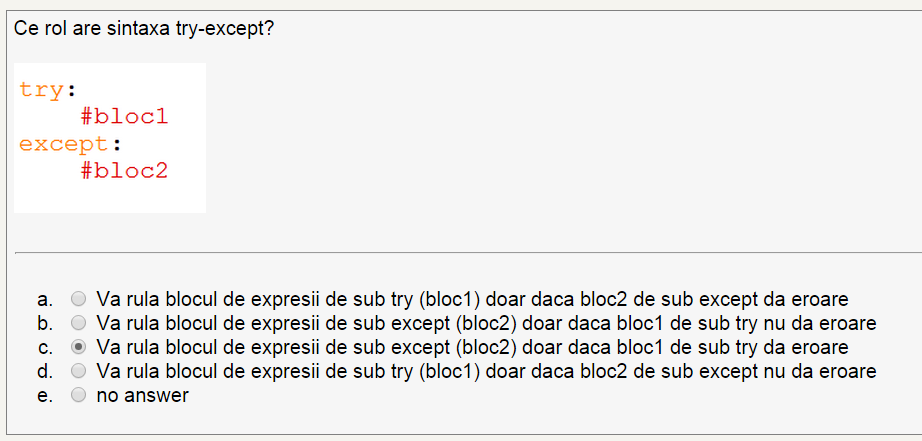 Ce rol are sintaxa try-except?
try:
#bloc1
except:
#bloc2
a. Va rula blocul de expresii de sub try (bloc1) doar daca bloc2 de sub except da eroare
b. Va rula blocul de expresii de sub except (bloc2) doar daca bloc1 de sub try nu da eroare
c. Va rula blocul de expresii de sub except (bloc2) doar daca bloc1 de sub try da eroare
d. Va rula blocul de expresii de sub try (bloc1) doar daca bloc2 de sub except nu da eroare
e. no answer